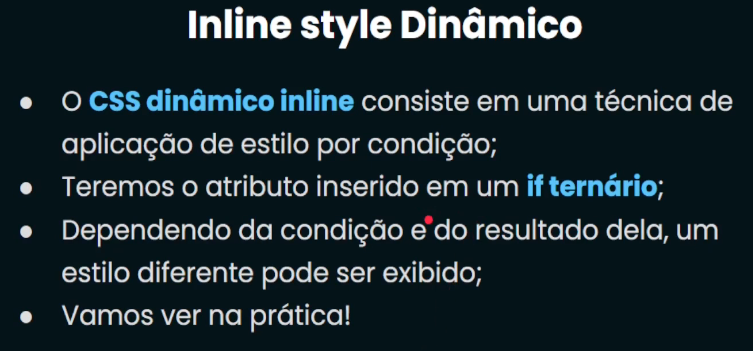 Inline style Dinâmico
• O CSS dinâmico inline consiste em uma técnica de
aplicação de estilo por condição;
• Teremos o atributo inserido em um if ternário;
• Dependendo da condição e do resultado dela, um
estilo diferente pode ser exibido;
• Vamos ver na prática!